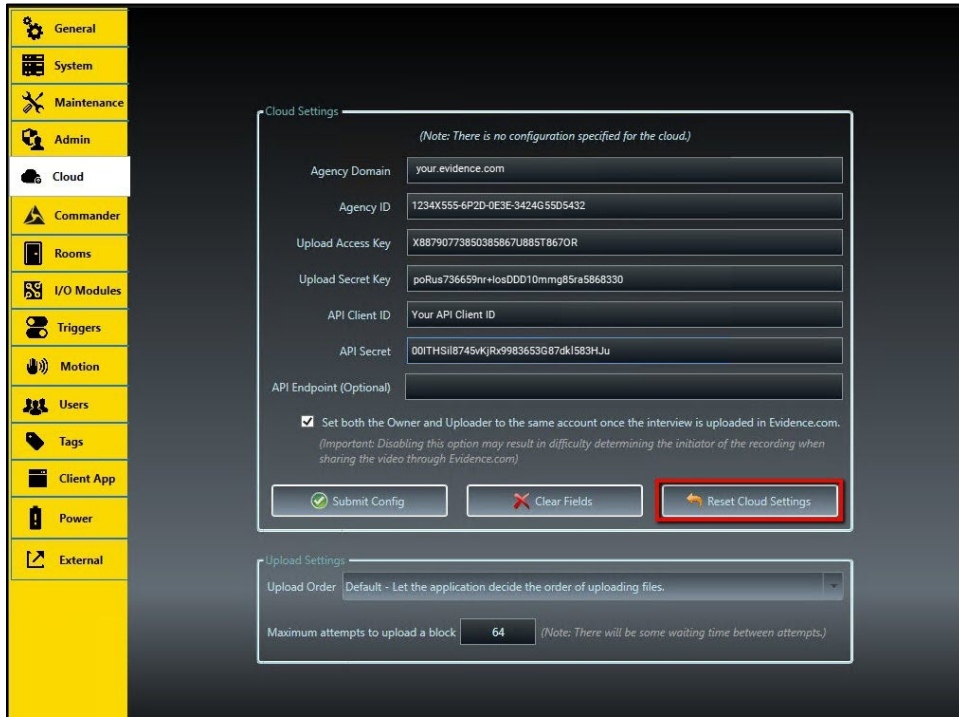 General
System
Maintenance
Admin
Cloud
Commander
Rooms
I/O Modules
Triggers
Motion
Users
Tags
Client App
Power
External
Cloud Settings
(Note: There is no configuration specified for the cloud.)
Agency Domain your.evidence.com
Agency ID 1234X555-6P2D-0E3E-3424G55D5432
Upload Access Key X88790773850385867U885T867OR
Upload Secret Key poRus736659nr+IosDDD10mmg85ra5868330
API Client ID Your API Client ID
API Secret 00ITHSil8745vKjRx9983653G87dkl583HJu
API Endpoint (Optional)
Set both the Owner and Uploader to the same account once the interview is uploaded in Evidence.com.
(Important: Disabling this option may result in difficulty determining the initiator of the recording when
sharing the video through Evidence.com)
Submit Config Clear Fields Reset Cloud Settings
Upload Settings
Upload Order Default - Let the application decide the order of uploading files.
Maximum attempts to upload a block 64 (Note: There will be some waiting time between attempts.)